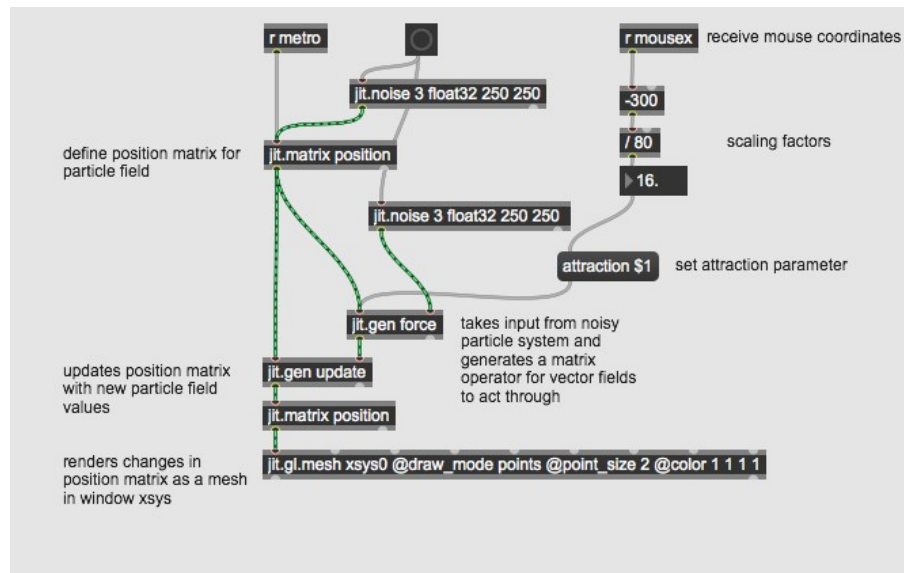 r metro
r mousex
receive mouse coordinates
jit.noise 3 float32 250 250
-300
define position matrix for
particle field
jit.matrix position
/ 80
scaling factors
16.
jit.noise 3 float32 250 250
attraction $1
set attraction parameter
jit.gen force
takes input from noisy
particle system and
generates a matrix
operator for vector fields
to act through
updates position matrix
with new particle field
values
jit.gen update
jit.matrix position
renders changes in
position matrix as a mesh
in window xsys
jit.gl.mesh xsys0 @draw_mode points @point_size 2 @color 1 1 1 1